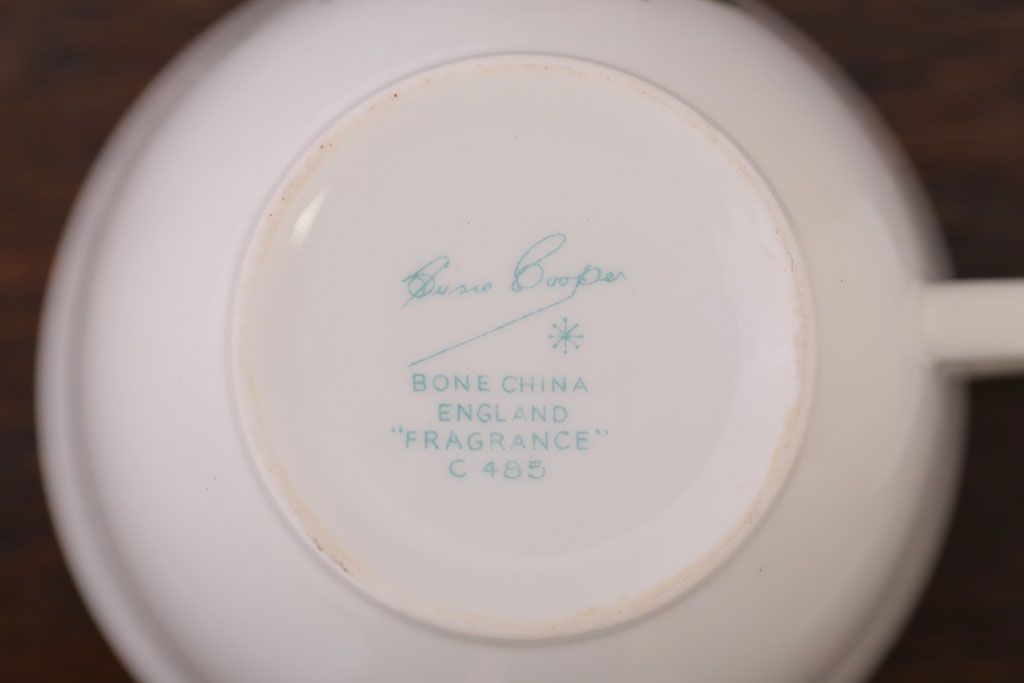 Susie Cooper
BONE CHINA
ENGLAND
"FRAGRANCE"
C 485